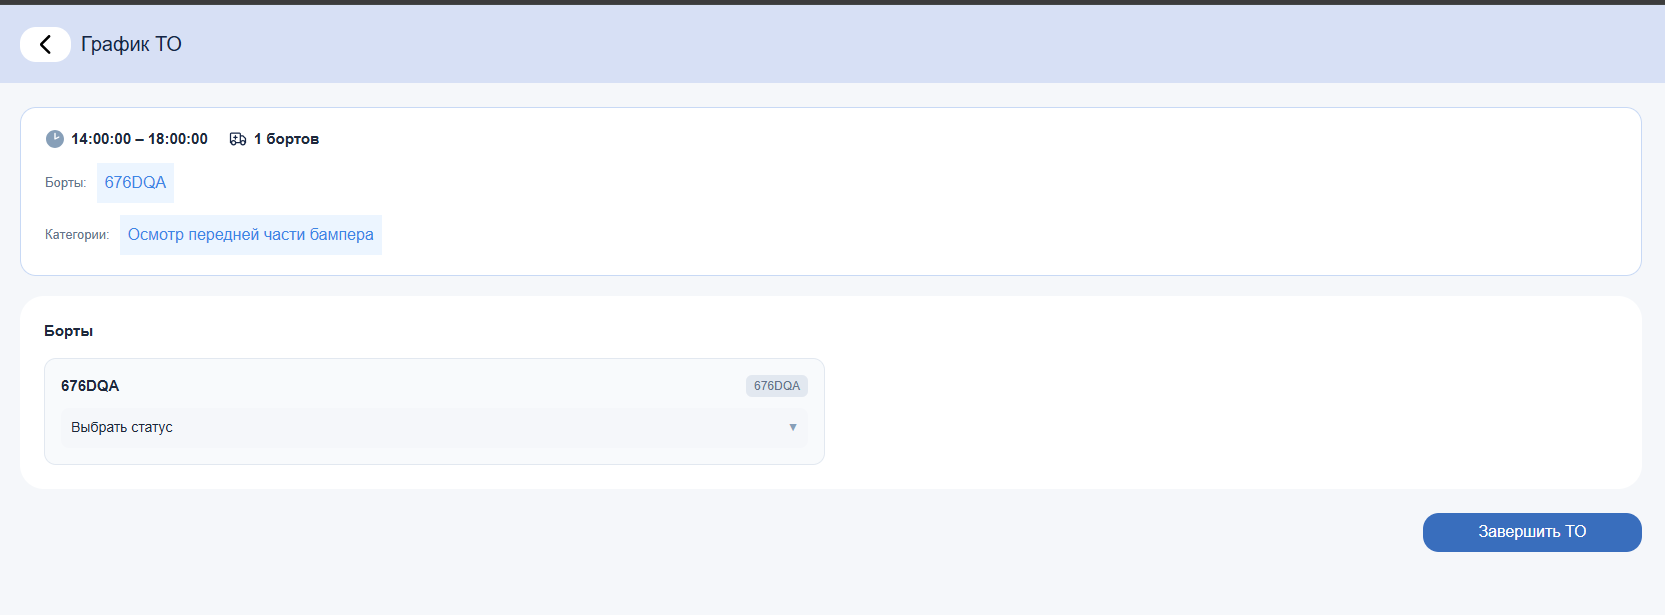 График ТО
14:00:00 – 18:00:00 1 бортов
Борты: 676DQA
Категории: Осмотр передней части бампера
Борты
676DQA 676DQA
Выбрать статус
Завершить ТО